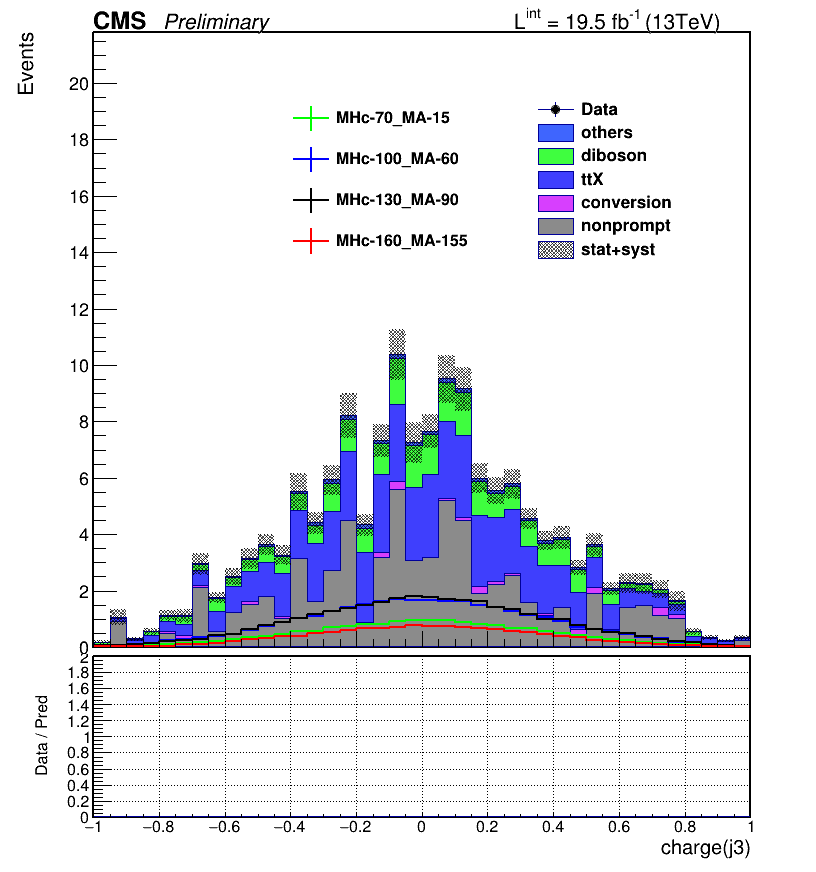 CMS Preliminary L^int = 19.5 fb^-1 (13TeV)
Events
20
18
16
14
12
10
8
6
4
2
0
MHc-70_MA-15
MHc-100_MA-60
MHc-130_MA-90
MHc-160_MA-155
Data
others
diboson
ttX
conversion
nonprompt
stat+syst
Data / Pred
2
1.8
1.6
1.4
1.2
1
0.8
0.6
0.4
0.2
0
−1 −0.8 −0.6 −0.4 −0.2 0 0.2 0.4 0.6 0.8 1
charge(j3)